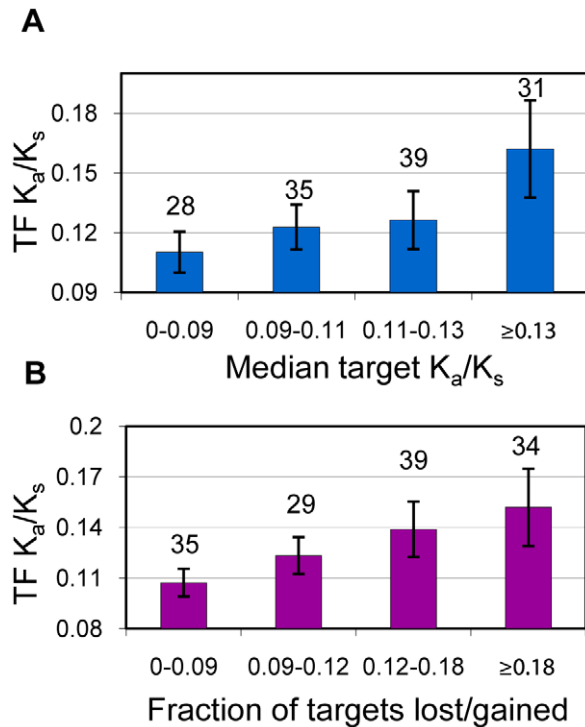 A
TF Ka/Ks
0.18
0.15
0.12
0.09
28
35
39
31
0-0.09 0.09-0.11 0.11-0.13 ≥0.13
Median target Ka/Ks
B
TF Ka/Ks
0.2
0.17
0.14
0.11
0.08
35
29
39
34
0-0.09 0.09-0.12 0.12-0.18 ≥0.18
Fraction of targets lost/gained